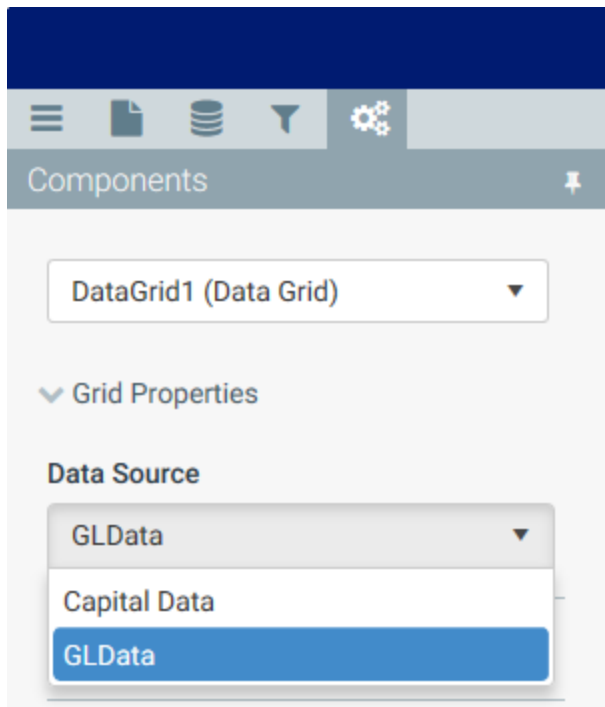 Components
DataGrid1 (Data Grid)
Grid Properties
Data Source
GLData
Capital Data
GLData